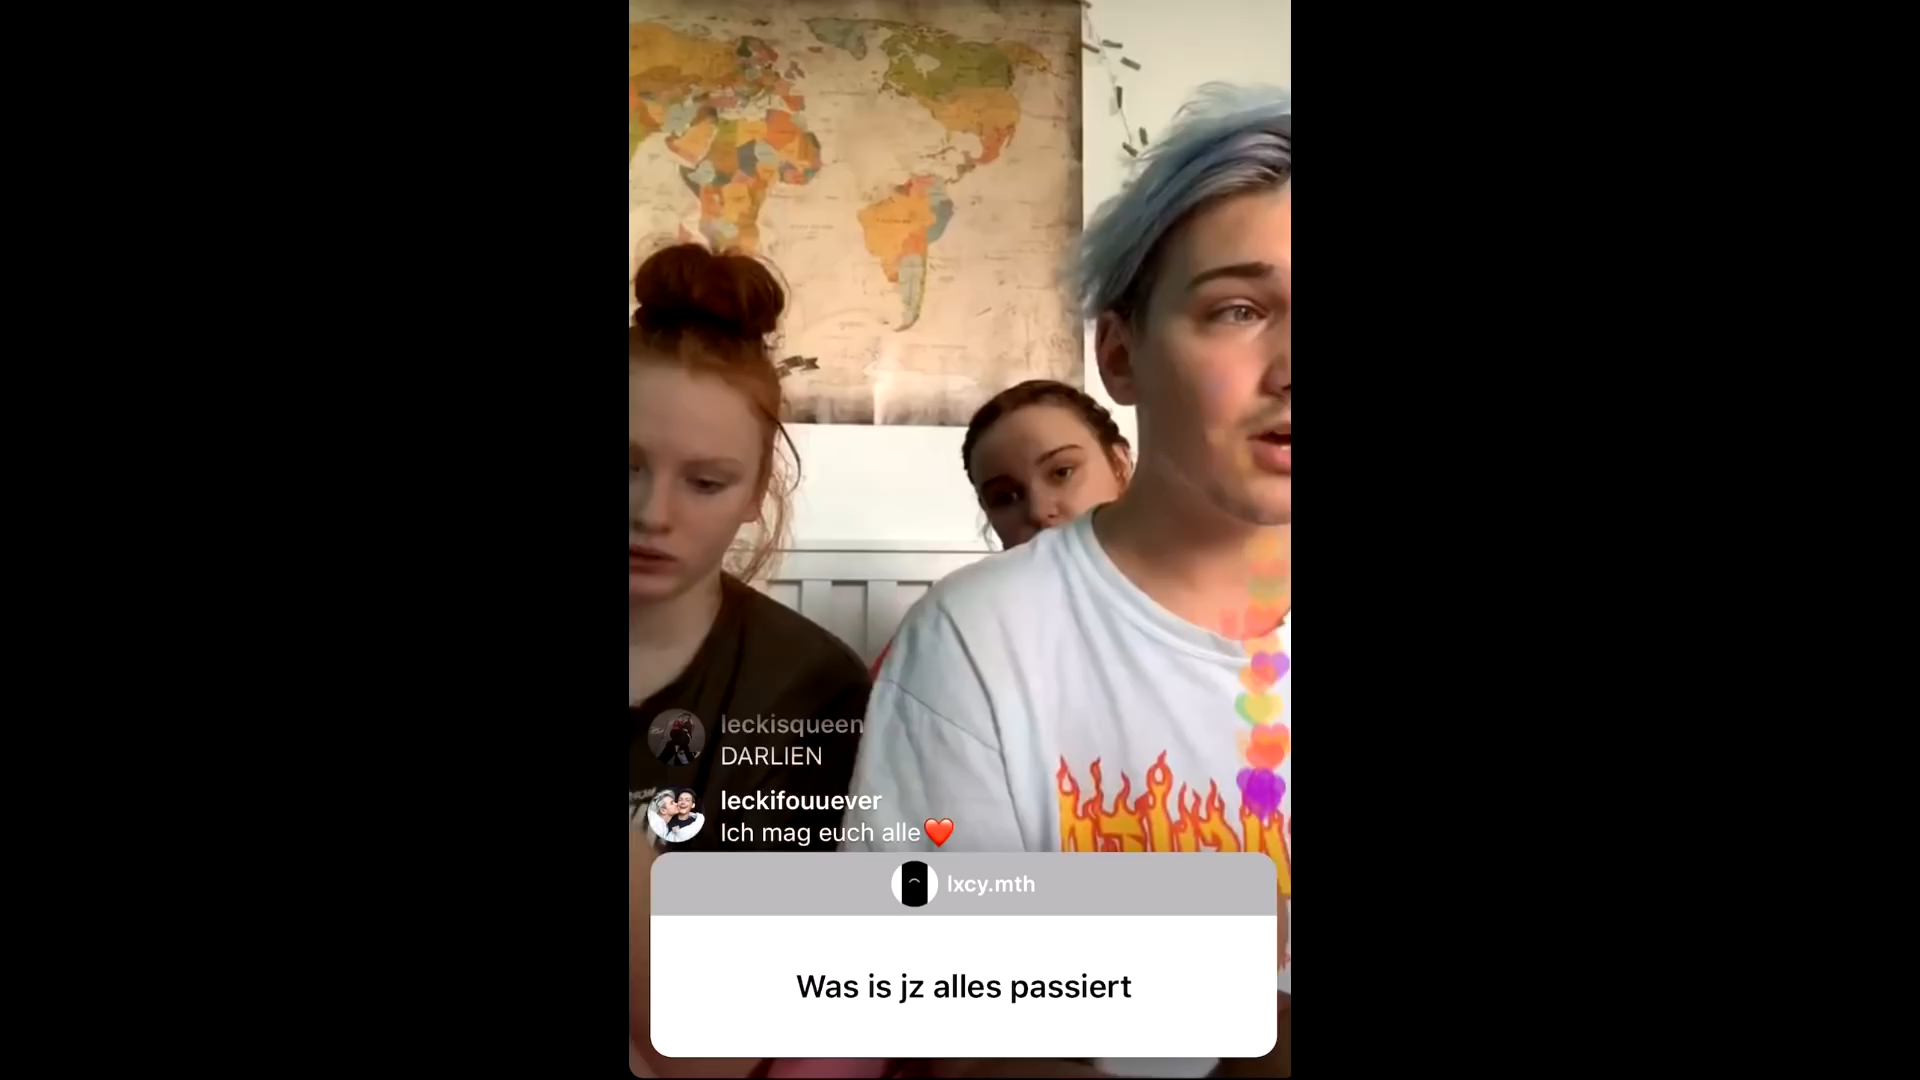 leckisqueen
DARLIEN
leckifouuever
Ich mag euch alle❤️
lxcy.mth
Was is jz alles passiert